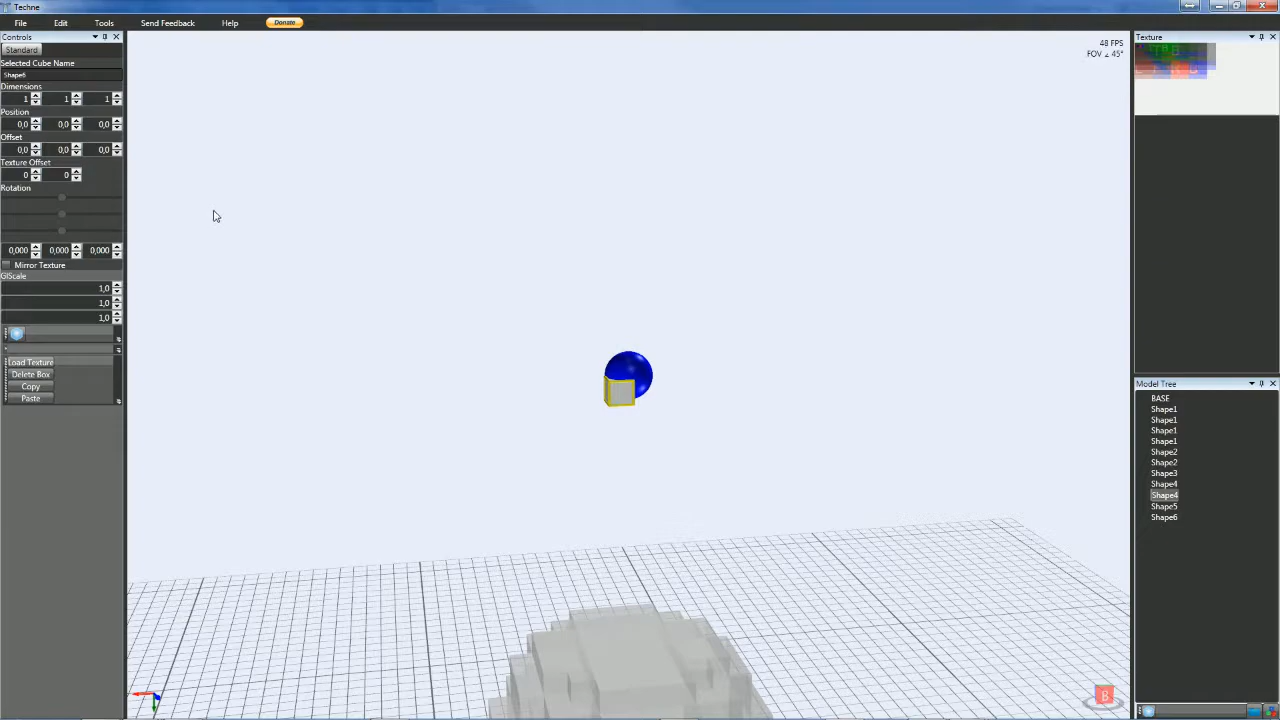 Techne
File Edit Tools Send Feedback Help Donate
Controls
Standard
Selected Cube Name
Shape6
Dimensions
1 1 1
Position
0,0 0,0 0,0
Offset
0,0 0,0 0,0
Texture Offset
0 0
Rotation
0,000 0,000 0,000
Mirror Texture
GlScale
1,0
1,0
1,0
Load Texture
Delete Box
Copy
Paste
48 FPS
FOV ∠ 45°
B
Texture
Model Tree
BASE
Shape1
Shape1
Shape1
Shape1
Shape2
Shape2
Shape3
Shape4
Shape4
Shape5
Shape6